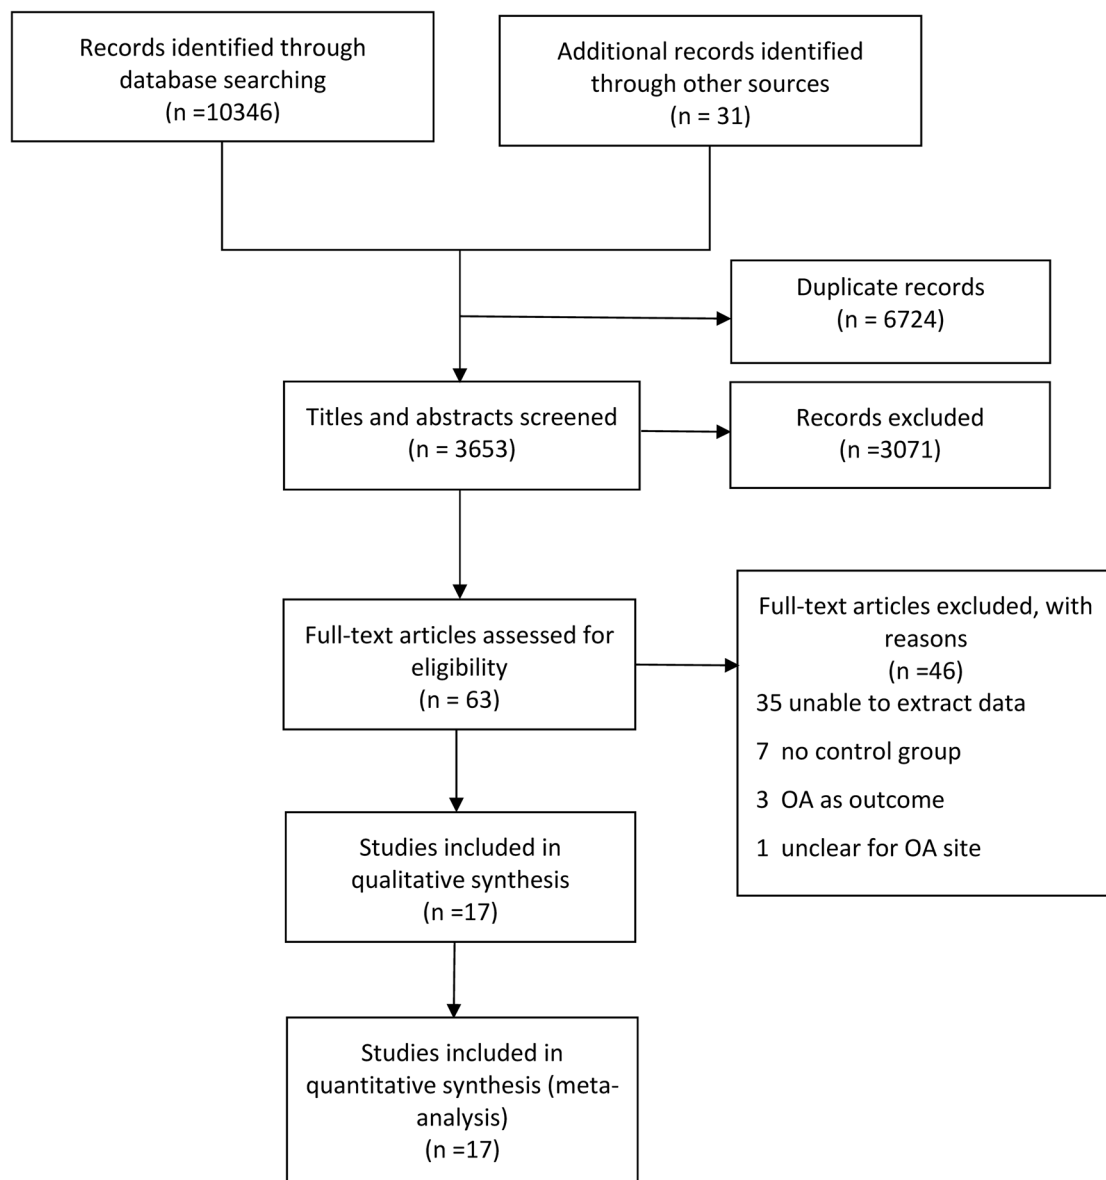 Records identified through
database searching
(n =10346)
Additional records identified
through other sources
(n = 31)
Duplicate records
(n = 6724)
Titles and abstracts screened
(n = 3653)
Records excluded
(n =3071)
Full-text articles assessed for
eligibility
(n = 63)
Full-text articles excluded, with
reasons
(n =46)
35 unable to extract data
7 no control group
3 OA as outcome
1 unclear for OA site
Studies included in
qualitative synthesis
(n =17)
Studies included in
quantitative synthesis (meta-
analysis)
(n =17)